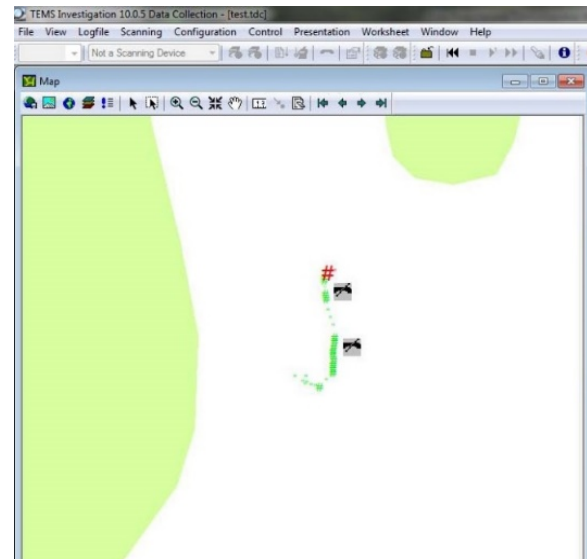 TEMS Investigation 10.0.5 Data Collection - [test.tdc]
File View Logfile Scanning Configuration Control Presentation Worksheet Window Help
Not a Scanning Device
Map
#